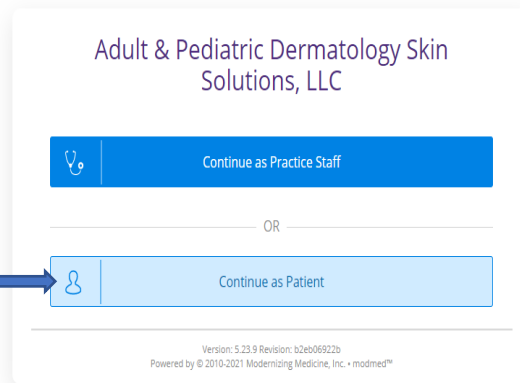 Adult & Pediatric Dermatology Skin
Solutions, LLC
Continue as Practice Staff
OR
Continue as Patient
Version: 5.23.9 Revision: b2eb06922b
Powered by © 2010-2021 Modernizing Medicine, Inc. • modmed™